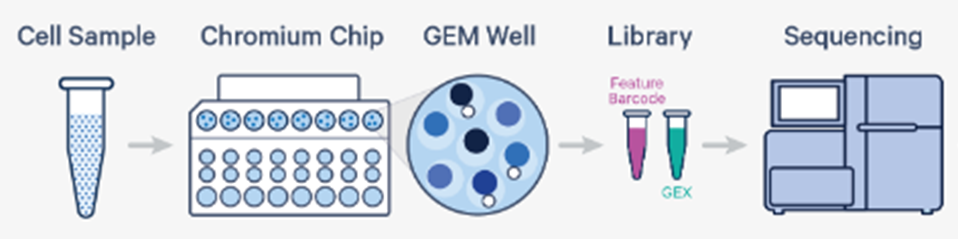 Cell Sample
Chromium Chip
GEM Well
Library
Sequencing
Feature
Barcode
GEX